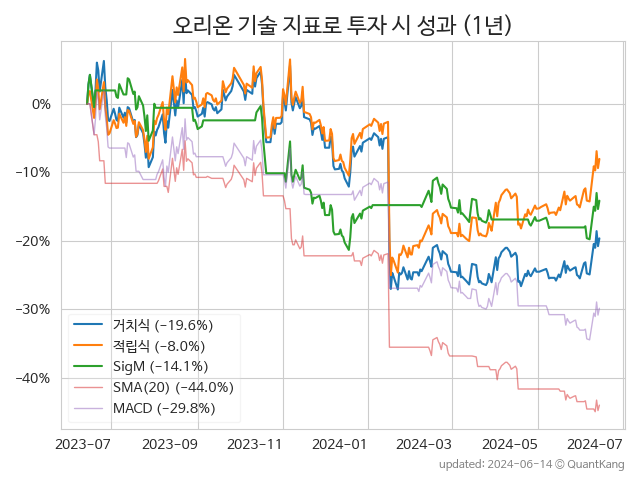 오리온 기술 지표로 투자 시 성과 (1년)
0%
−10%
−20%
−30%
−40%
거치식 (−19.6%)
적립식 (−8.0%)
SigM (−14.1%)
SMA(20) (−44.0%)
MACD (−29.8%)
2023-07 2023-09 2023-11 2024-01 2024-03 2024-05 2024-07
updated: 2024-06-14 © QuantKang